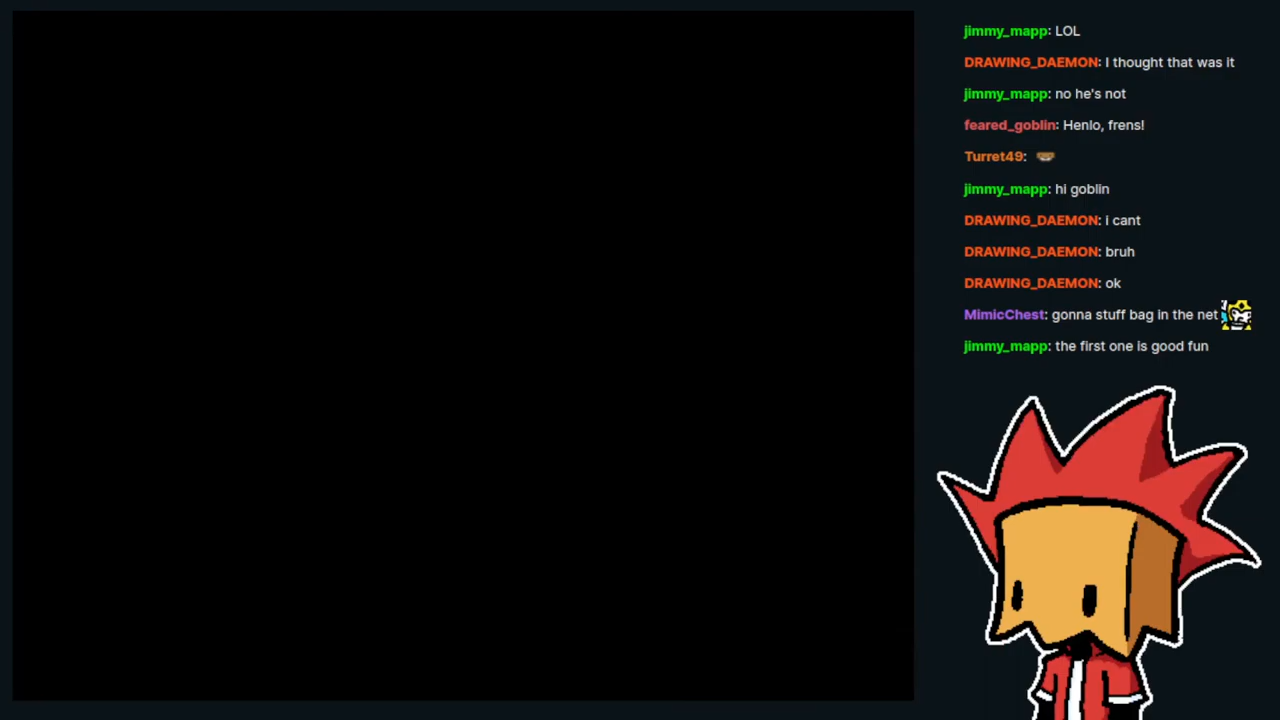 jimmy_mapp: LOL
DRAWING_DAEMON: I thought that was it
jimmy_mapp: no he's not
feared_goblin: Henlo, frens!
Turret49:
jimmy_mapp: hi goblin
DRAWING_DAEMON: i cant
DRAWING_DAEMON: bruh
DRAWING_DAEMON: ok
MimicChest: gonna stuff bag in the net
jimmy_mapp: the first one is good fun